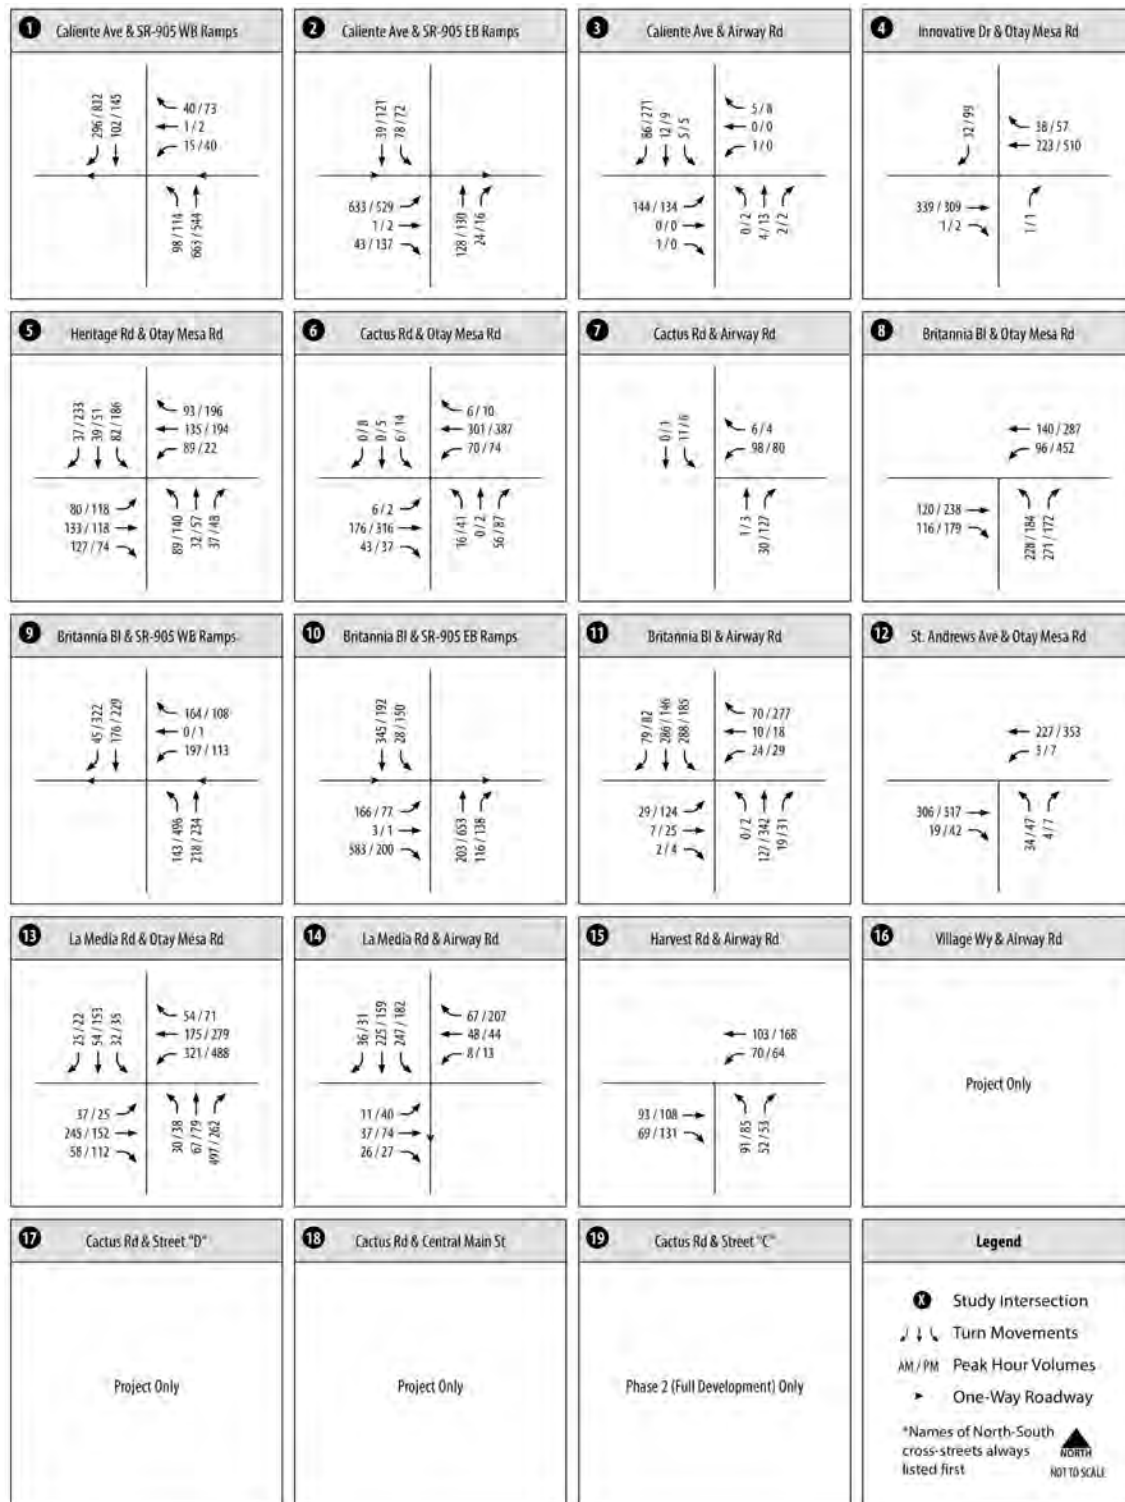 1 Caliente Ave & SR-905 WB Ramps
296 / 832
102 / 145
40 / 73
1 / 2
15 / 40
98 / 114
663 / 544
2 Caliente Ave & SR-905 EB Ramps
39 / 121
78 / 72
633 / 529
1 / 2
43 / 137
128 / 130
24 / 16
3 Caliente Ave & Airway Rd
86 / 271
12 / 9
5 / 5
5 / 8
0 / 0
1 / 0
144 / 134
0 / 0
1 / 0
0 / 2
4 / 13
2 / 2
4 Innovative Dr & Otay Mesa Rd
32 / 99
38 / 57
223 / 510
339 / 309
1 / 2
1 / 1
5 Heritage Rd & Otay Mesa Rd
37 / 233
39 / 51
82 / 186
93 / 196
135 / 194
89 / 22
80 / 118
133 / 118
127 / 74
89 / 140
32 / 57
37 / 48
6 Cactus Rd & Otay Mesa Rd
0 / 8
0 / 5
6 / 14
6 / 10
301 / 387
70 / 74
6 / 2
176 / 316
43 / 37
16 / 41
0 / 2
56 / 87
7 Cactus Rd & Airway Rd
11 / 6
6 / 4
98 / 80
1 / 3
30 / 127
8 Britannia Bl & Otay Mesa Rd
140 / 287
96 / 452
120 / 238
116 / 179
228 / 184
271 / 172
9 Britannia Bl & SR-905 WB Ramps
45 / 322
176 / 229
164 / 108
0 / 1
197 / 113
143 / 496
218 / 234
10 Britannia Bl & SR-905 EB Ramps
345 / 192
28 / 150
166 / 77
3 / 1
583 / 200
203 / 653
116 / 138
11 Britannia Bl & Airway Rd
79 / 82
286 / 146
288 / 185
70 / 277
10 / 18
24 / 29
29 / 124
7 / 25
2 / 4
0 / 2
127 / 342
19 / 31
12 St. Andrews Ave & Otay Mesa Rd
227 / 353
3 / 7
306 / 317
19 / 42
34 / 47
4 / 7
13 La Media Rd & Otay Mesa Rd
25 / 22
54 / 153
32 / 35
54 / 71
175 / 279
321 / 488
37 / 25
245 / 152
58 / 112
30 / 38
67 / 79
497 / 262
14 La Media Rd & Airway Rd
36 / 31
225 / 159
247 / 182
67 / 207
48 / 44
8 / 13
11 / 40
37 / 74
26 / 27
15 Harvest Rd & Airway Rd
103 / 168
70 / 64
93 / 108
69 / 131
91 / 85
52 / 53
16 Village Wy & Airway Rd
Project Only
17 Cactus Rd & Street "D"
Project Only
18 Cactus Rd & Central Main St
Project Only
19 Cactus Rd & Street "C"
Phase 2 (Full Development) Only
Legend
X Study Intersection
Turn Movements
AM / PM Peak Hour Volumes
One-Way Roadway
*Names of North-South
cross-streets always
listed first
NORTH
NOT TO SCALE